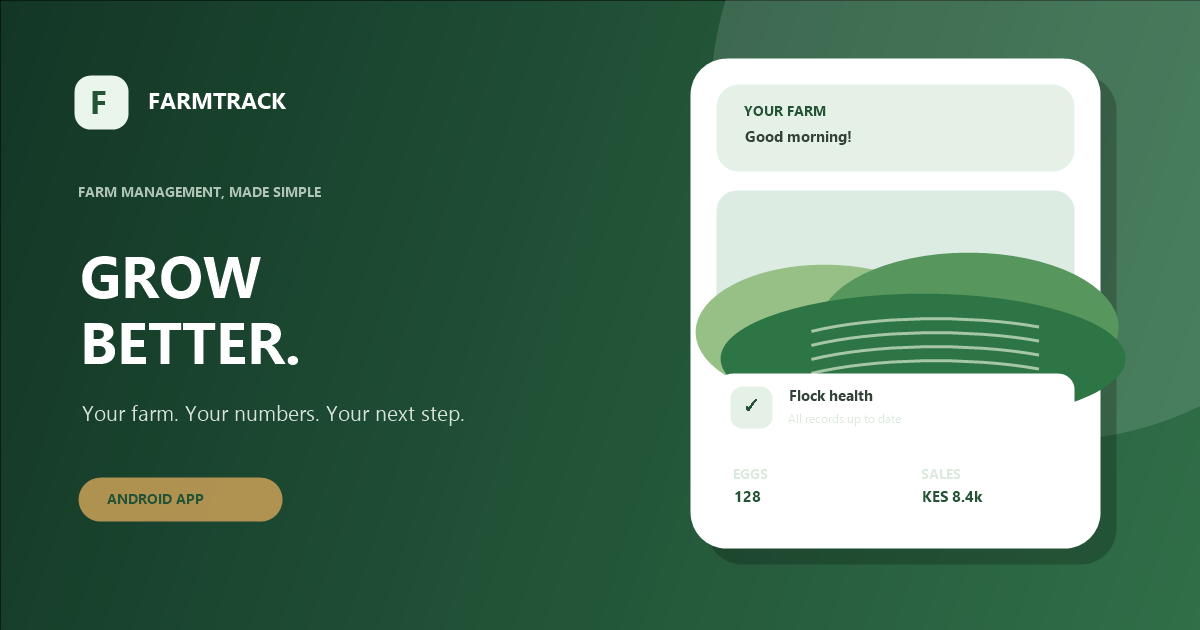 F
FARMTRACK
FARM MANAGEMENT, MADE SIMPLE
GROW
BETTER.
Your farm. Your numbers. Your next step.
ANDROID APP
YOUR FARM
Good morning!
✓
Flock health
All records up to date
EGGS
SALES
128
KES 8.4k